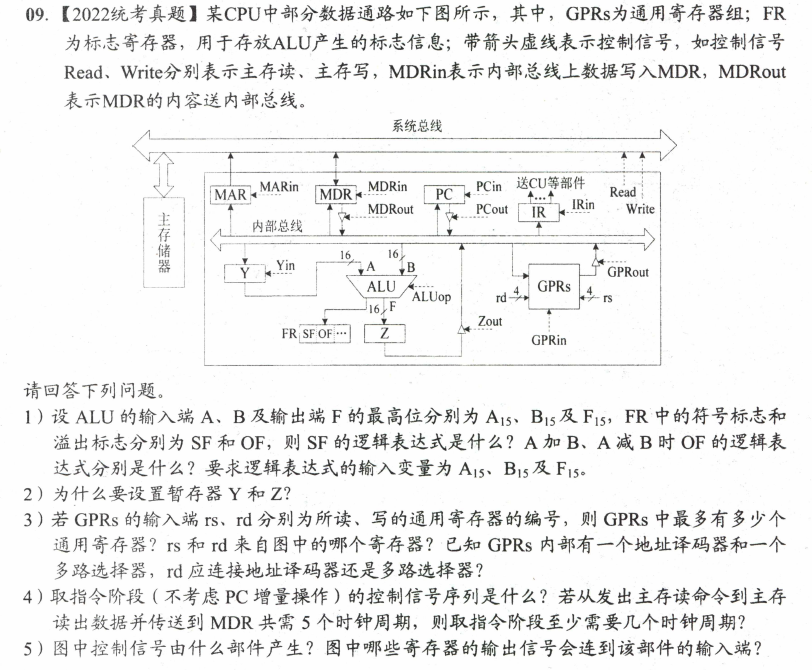 09. 【2022统考真题】某CPU中部分数据通路如下图所示，其中，GPRs为通用寄存器组；FR
为标志寄存器，用于存放ALU产生的标志信息；带箭头虚线表示控制信号，如控制信号
Read、Write分别表示主存读、主存写，MDRin表示内部总线上数据写入MDR，MDRout
表示MDR的内容送内部总线。
系统总线
MAR MARin MDR MDRin MDRout PC PCin PCout 送CU等部件 … IR IRin Read Write
主存储器
内部总线
Y Yin 16 A 16 B ALU ALUop 16 F GPRs GPRout rd 4 4 rs
FR SF OF … Z Zout GPRin
请回答下列问题。
1）设 ALU 的输入端 A、B 及输出端 F 的最高位分别为 A₁₅、B₁₅ 及 F₁₅，FR 中的符号标志和
溢出标志分别为 SF 和 OF，则 SF 的逻辑表达式是什么？A 加 B、A 减 B 时 OF 的逻辑表
达式分别是什么？要求逻辑表达式的输入变量为 A₁₅、B₁₅ 及 F₁₅。
2）为什么要设置暂存器 Y 和 Z？
3）若 GPRs 的输入端 rs、rd 分别为所读、写的通用寄存器的编号，则 GPRs 中最多有多少个
通用寄存器？rs 和 rd 来自图中的哪个寄存器？已知 GPRs 内部有一个地址译码器和一个
多路选择器，rd 应连接地址译码器还是多路选择器？
4）取指令阶段（不考虑 PC 增量操作）的控制信号序列是什么？若从发出主存读命令到主存
读出数据并传送到 MDR 共需 5 个时钟周期，则取指令阶段至少需要几个时钟周期？
5）图中控制信号由什么部件产生？图中哪些寄存器的输出信号会连到该部件的输入端？